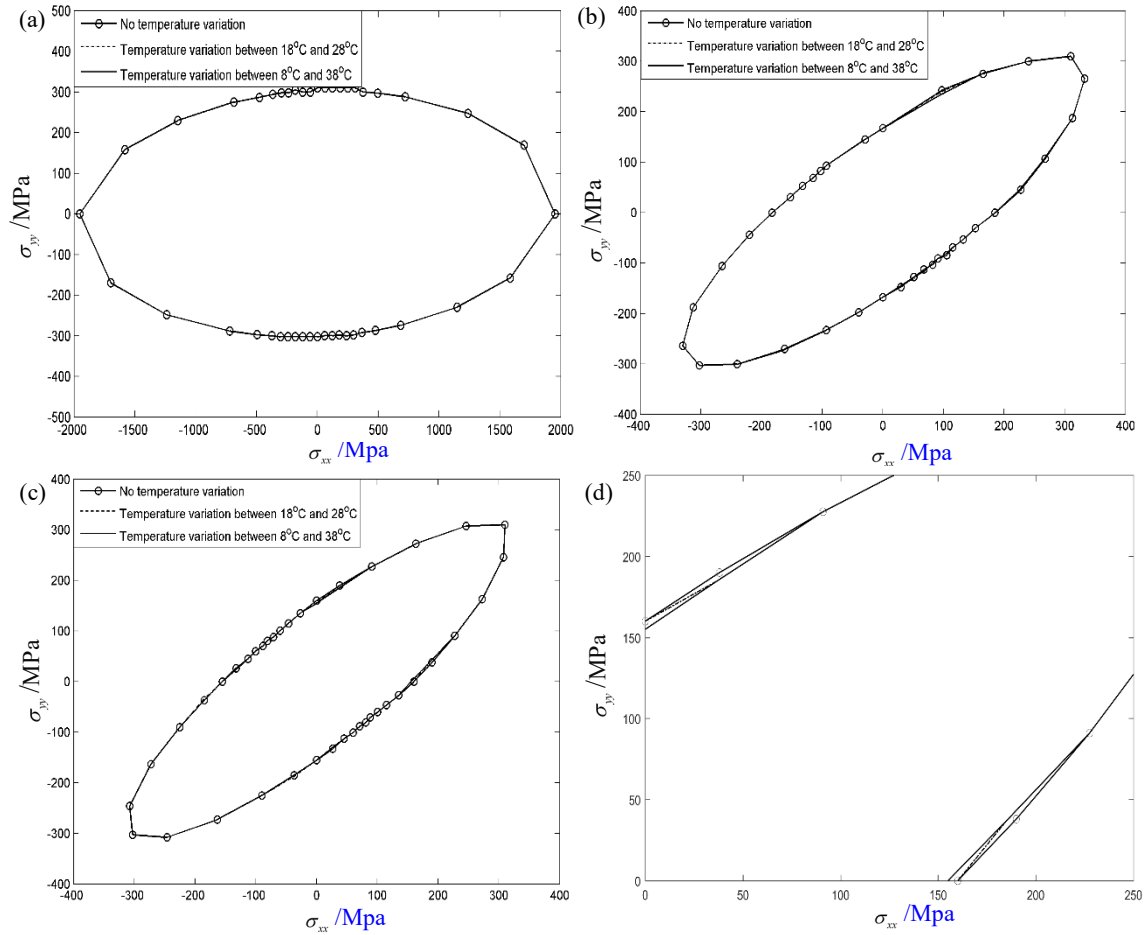 (a)
No temperature variation
Temperature variation between 18°C and 28°C
Temperature variation between 8°C and 38°C
500
400
300
200
100
0
-100
-200
-300
-400
-500
σyy /MPa
-2000 -1500 -1000 -500 0 500 1000 1500 2000
σxx /Mpa
(b)
No temperature variation
Temperature variation between 18°C and 28°C
Temperature variation between 8°C and 38°C
400
300
200
100
0
-100
-200
-300
-400
σyy /MPa
-400 -300 -200 -100 0 100 200 300 400
σxx /Mpa
(c)
No temperature variation
Temperature variation between 18°C and 28°C
Temperature variation between 8°C and 38°C
400
300
200
100
0
-100
-200
-300
-400
σyy /MPa
-400 -300 -200 -100 0 100 200 300 400
σxx /Mpa
(d)
250
200
150
100
50
0
σyy /MPa
0 50 100 150 200 250
σxx /Mpa